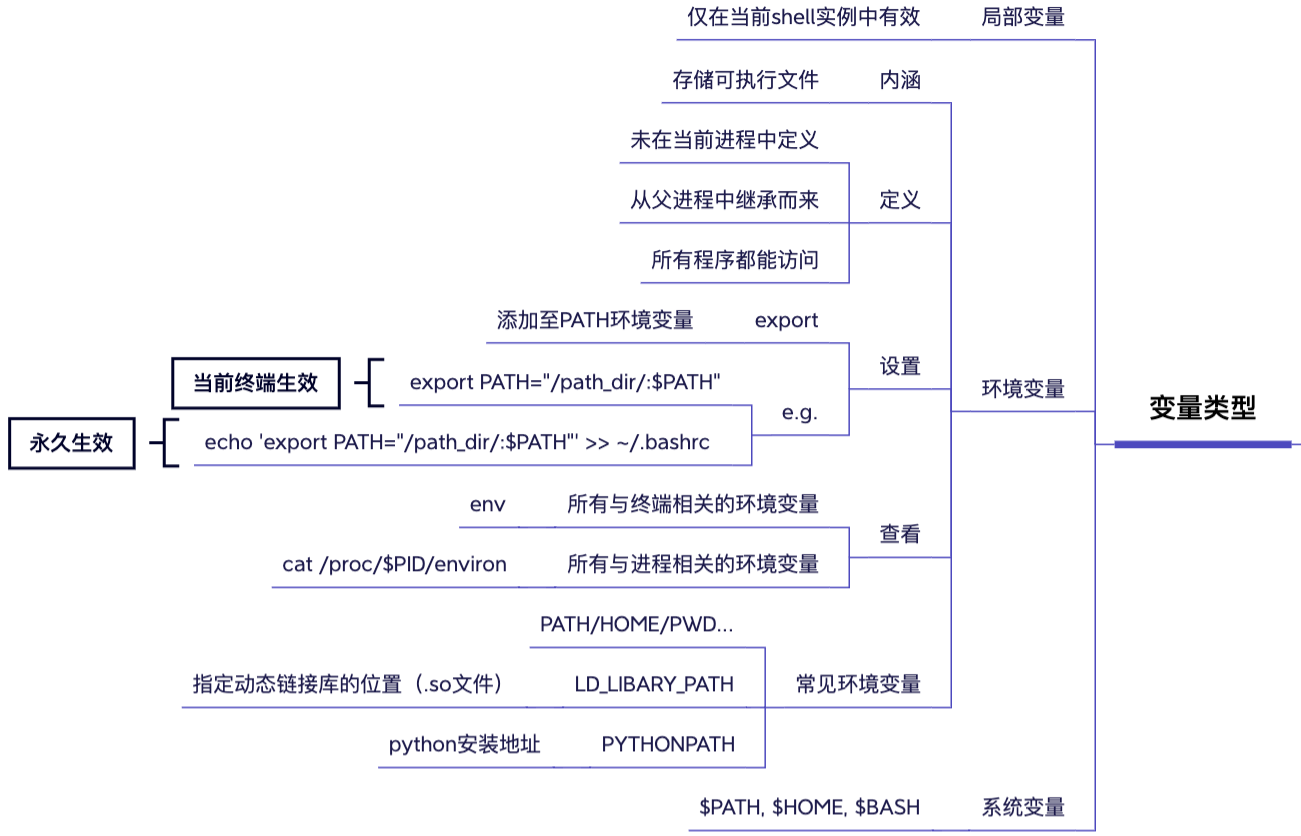 仅在当前shell实例中有效 局部变量
存储可执行文件 内涵
未在当前进程中定义
从父进程中继承而来 定义
所有程序都能访问
添加至PATH环境变量 export
设置
当前终端生效 export PATH="/path_dir/:$PATH"
环境变量
变量类型
e.g.
永久生效 echo 'export PATH="/path_dir/:$PATH"' >> ~/.bashrc
env 所有与终端相关的环境变量
查看
cat /proc/$PID/environ 所有与进程相关的环境变量
PATH/HOME/PWD...
指定动态链接库的位置（.so文件） LD_LIBARY_PATH 常见环境变量
python安装地址 PYTHONPATH
$PATH, $HOME, $BASH 系统变量